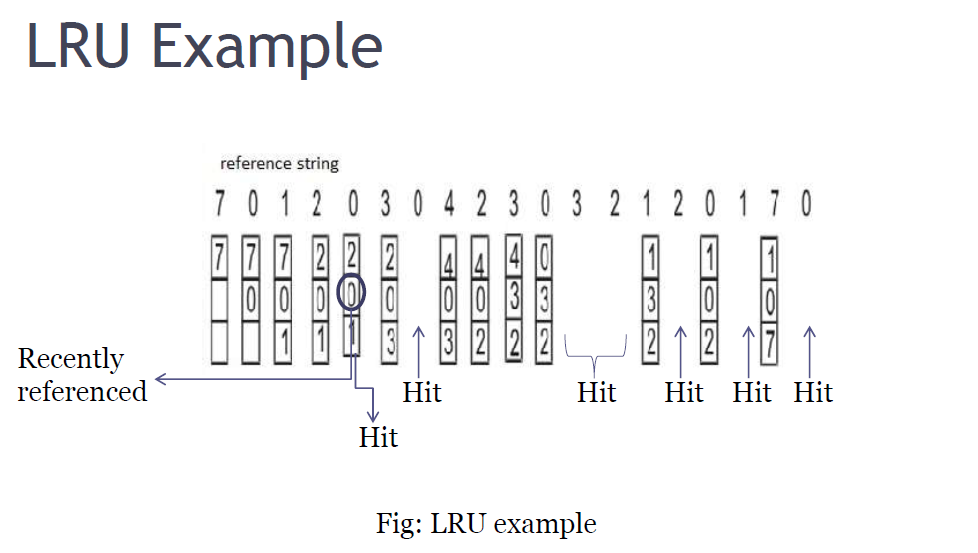 LRU Example
reference string
7 0 1 2 0 3 0 4 2 3 0 3 2 1 2 0 1 7 0
7 7 7 2 2 2 4 4 4 0 1 1 1
0 0 0 0 0 0 0 3 3 3 0 0
1 1 1 3 3 2 2 2 2 2 7
Recently
referenced
Hit Hit Hit Hit Hit
Hit
Fig: LRU example